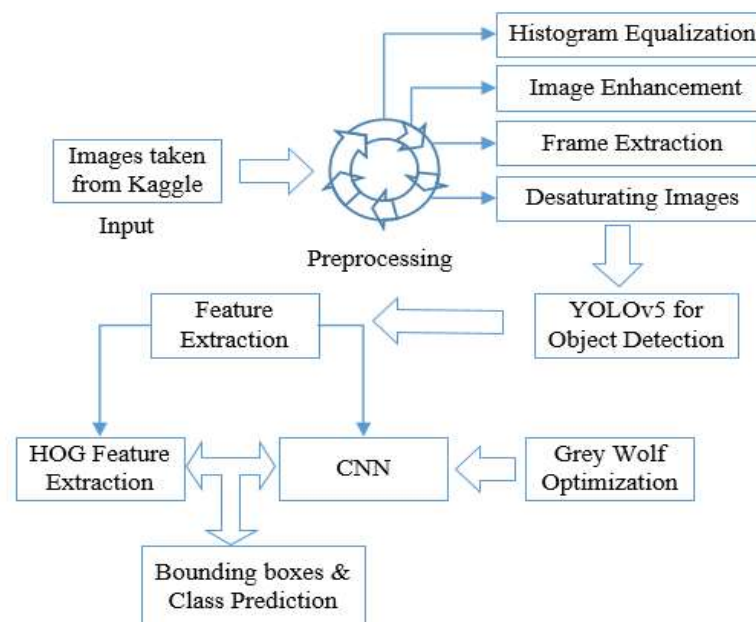 Histogram Equalization
Image Enhancement
Frame Extraction
Desaturating Images
Images taken
from Kaggle
Input
Preprocessing
Feature
Extraction
YOLOv5 for
Object Detection
HOG Feature
Extraction
CNN
Grey Wolf
Optimization
Bounding boxes &
Class Prediction